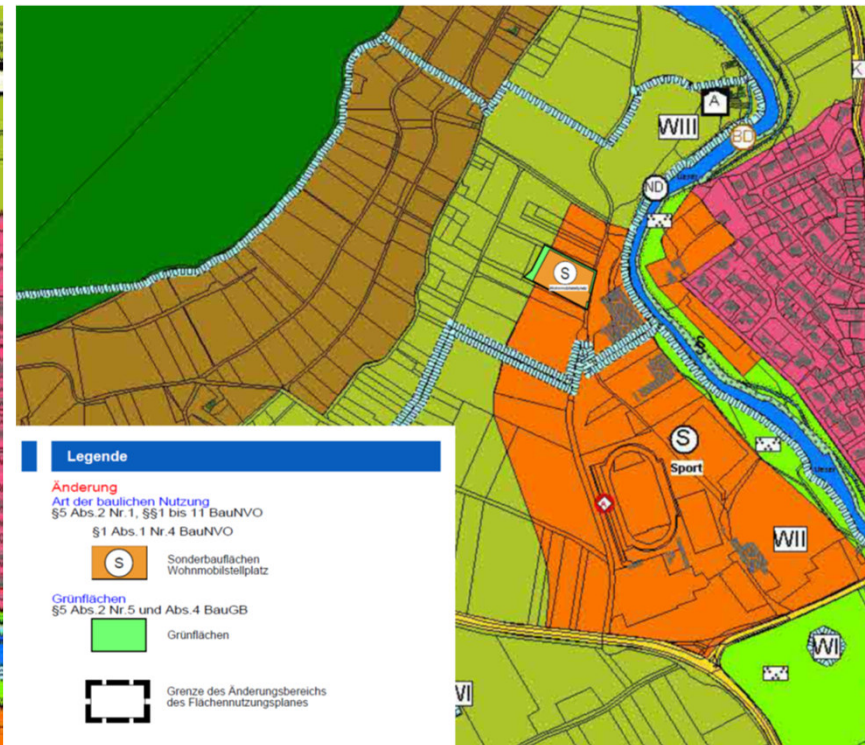 K
A
WIII
BD
ND
S
S
Sport
WII
WI
WI
Legende
Änderung
Art der baulichen Nutzung
§5 Abs.2 Nr.1, §§1 bis 11 BauNVO
§1 Abs.1 Nr.4 BauNVO
S
Sonderbauflächen
Wohnmobilstellplatz
Grünflächen
§5 Abs.2 Nr.5 und Abs.4 BauGB
Grünflächen
Grenze des Änderungsbereichs
des Flächennutzungsplanes